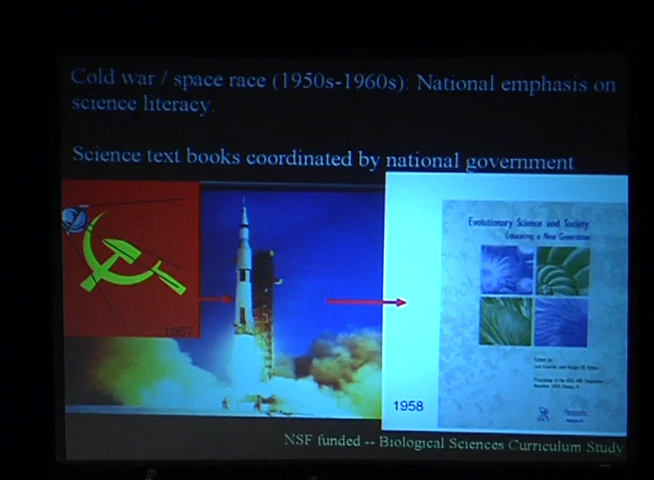 Cold war / space race (1950s-1960s): National emphasis on
science literacy.
Science text books coordinated by national government
1957
Evolutionary Science and Society:
Educating a New Generation
1958
NSF funded -- Biological Sciences Curriculum Study